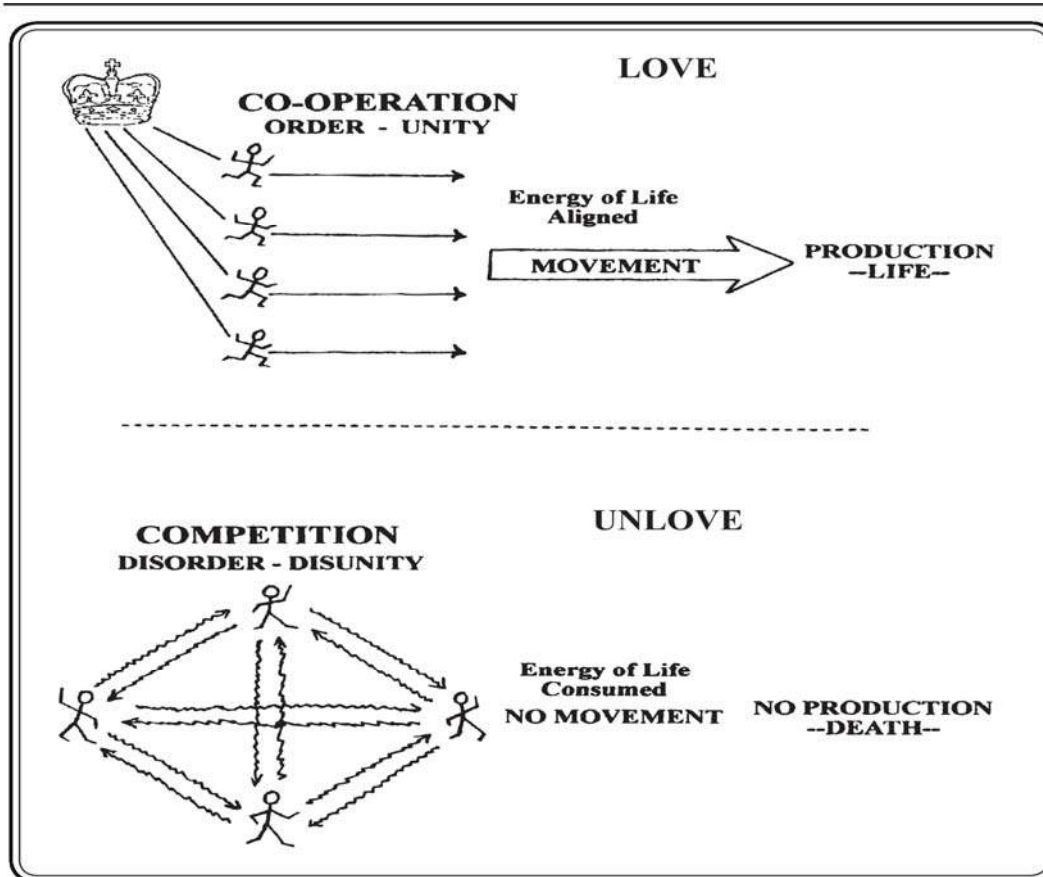 LOVE
CO-OPERATION
ORDER - UNITY
Energy of Life
Aligned
MOVEMENT
PRODUCTION
--LIFE--
UNLOVE
COMPETITION
DISORDER - DISUNITY
Energy of Life
Consumed
NO MOVEMENT
NO PRODUCTION
--DEATH--